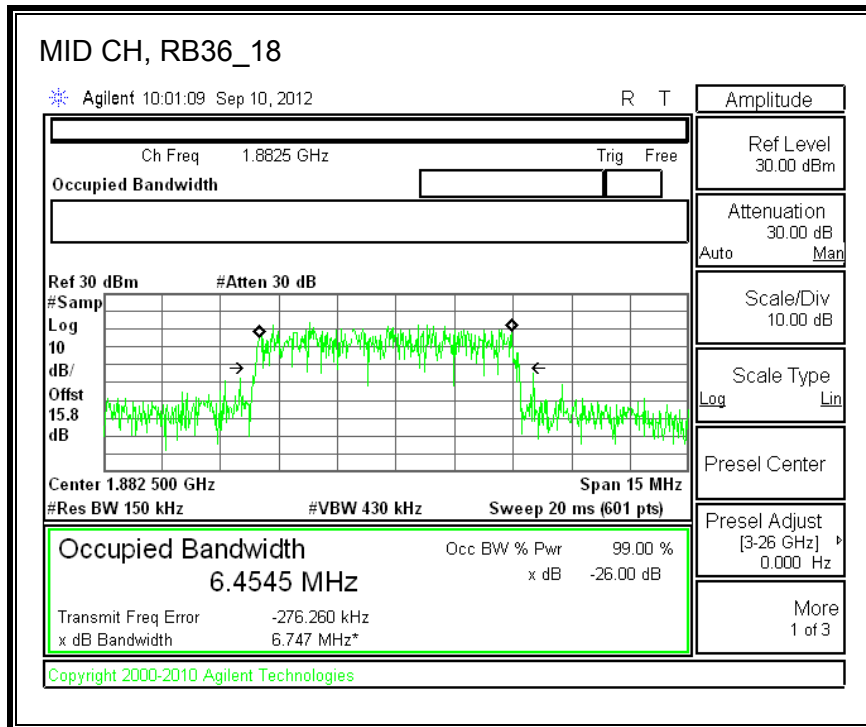 MID CH, RB36_18
Agilent 10:01:09 Sep 10, 2012 R T
Amplitude
Ch Freq 1.8825 GHz Trig Free
Occupied Bandwidth
Ref Level
30.00 dBm
Attenuation
30.00 dB
Auto Man
Scale/Div
10.00 dB
Scale Type
Log Lin
Presel Center
Presel Adjust
[3-26 GHz]
0.000 Hz
More
1 of 3
Ref 30 dBm #Atten 30 dB
#Samp
Log
10
dB/
Offst
15.8
dB
Center 1.882 500 GHz Span 15 MHz
#Res BW 150 kHz #VBW 430 kHz Sweep 20 ms (601 pts)
Occupied Bandwidth Occ BW % Pwr 99.00 %
6.4545 MHz x dB -26.00 dB
Transmit Freq Error -276.260 kHz
x dB Bandwidth 6.747 MHz*
Copyright 2000-2010 Agilent Technologies